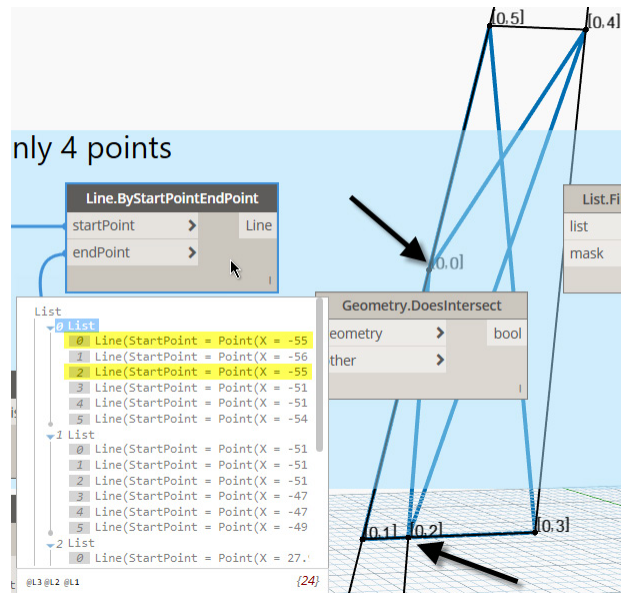 [0,5]
[0,4]
nly 4 points
Line.ByStartPointEndPoint
startPoint > Line
endPoint >
I
List.Fi
list
mask
[0.0]
Geometry.DoesIntersect
eometry > bool
ther >
I
List
0 List
0 Line(StartPoint = Point(X = -55
1 Line(StartPoint = Point(X = -56
2 Line(StartPoint = Point(X = -55
3 Line(StartPoint = Point(X = -51
4 Line(StartPoint = Point(X = -51
5 Line(StartPoint = Point(X = -54
1 List
0 Line(StartPoint = Point(X = -51
1 Line(StartPoint = Point(X = -51
2 Line(StartPoint = Point(X = -51
3 Line(StartPoint = Point(X = -47
4 Line(StartPoint = Point(X = -47
5 Line(StartPoint = Point(X = -49
2 List
0 Line(StartPoint = Point(X = 27.
@L3 @L2 @L1 {24}
[0,1]
[0,2]
[0,3]